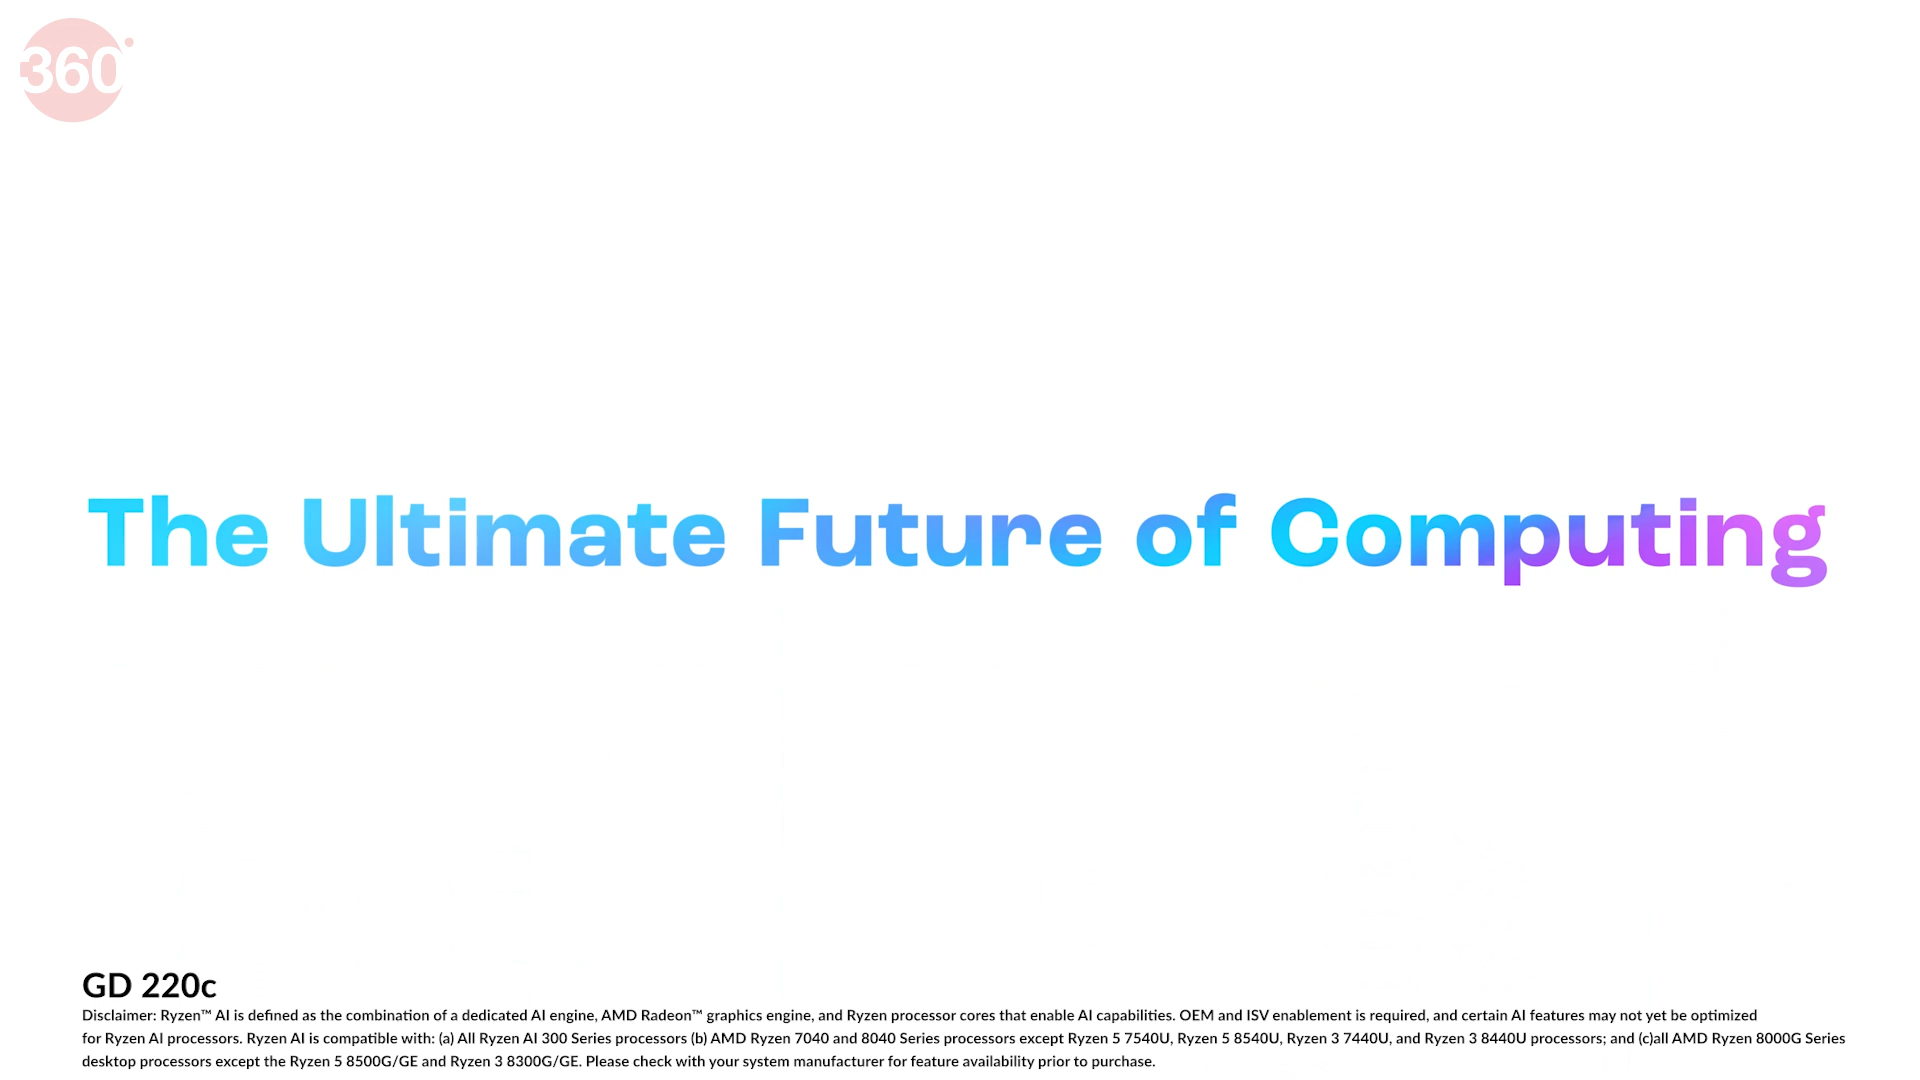 360°
The Ultimate Future of Computing
GD 220c
Disclaimer: Ryzen™ AI is defined as the combination of a dedicated AI engine, AMD Radeon™ graphics engine, and Ryzen processor cores that enable AI capabilities. OEM and ISV enablement is required, and certain AI features may not yet be optimized
for Ryzen AI processors. Ryzen AI is compatible with: (a) All Ryzen AI 300 Series processors (b) AMD Ryzen 7040 and 8040 Series processors except Ryzen 5 7540U, Ryzen 5 8540U, Ryzen 3 7440U, and Ryzen 3 8440U processors; and (c)all AMD Ryzen 8000G Series
desktop processors except the Ryzen 5 8500G/GE and Ryzen 3 8300G/GE. Please check with your system manufacturer for feature availability prior to purchase.